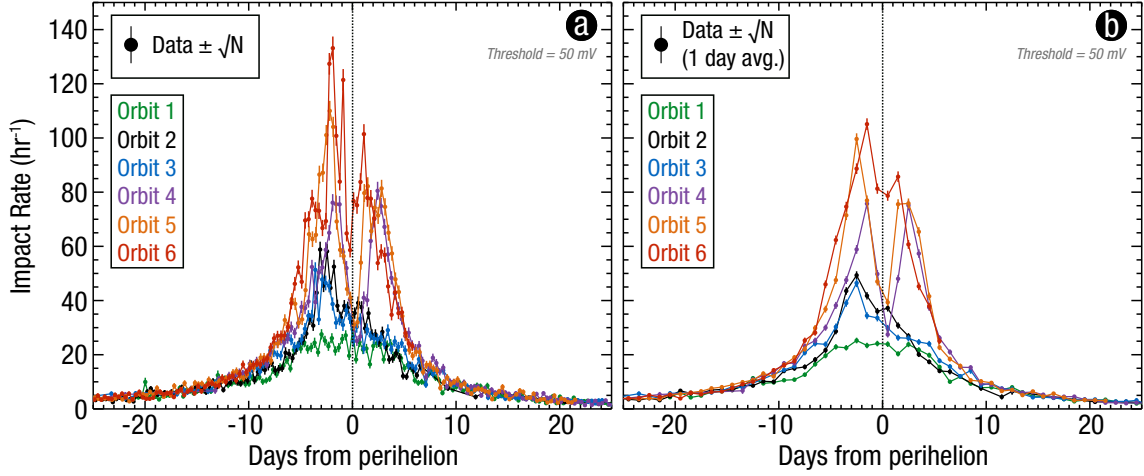 a
Data ± √N
Threshold = 50 mV
Orbit 1
Orbit 2
Orbit 3
Orbit 4
Orbit 5
Orbit 6
Impact Rate (hr⁻¹)
140
120
100
80
60
40
20
0
-20 -10 0 10 20
Days from perihelion
b
Data ± √N
(1 day avg.)
Threshold = 50 mV
Orbit 1
Orbit 2
Orbit 3
Orbit 4
Orbit 5
Orbit 6
-20 -10 0 10 20
Days from perihelion